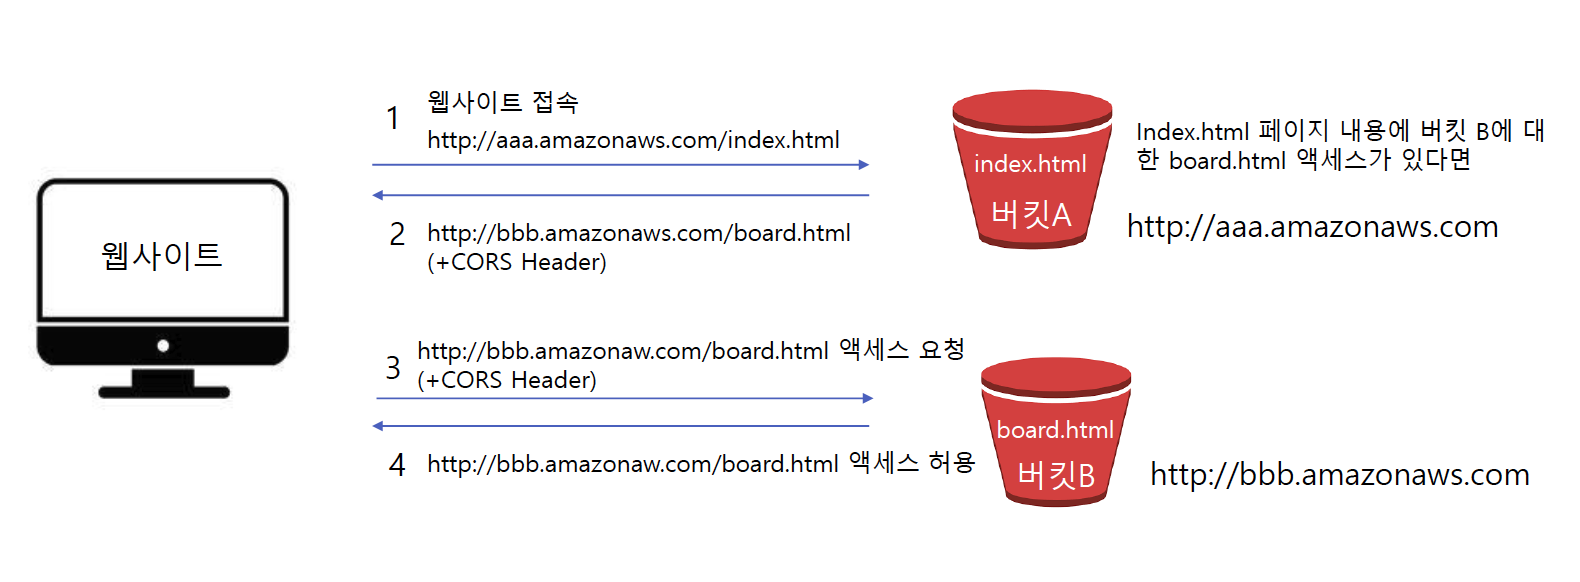 웹사이트
1
웹사이트 접속
http://aaa.amazonaws.com/index.html
2
http://bbb.amazonaws.com/board.html
(+CORS Header)
3
http://bbb.amazonaw.com/board.html 액세스 요청
(+CORS Header)
4
http://bbb.amazonaw.com/board.html 액세스 허용
index.html
버킷A
Index.html 페이지 내용에 버킷 B에 대
한 board.html 액세스가 있다면
http://aaa.amazonaws.com
board.html
버킷B
http://bbb.amazonaws.com